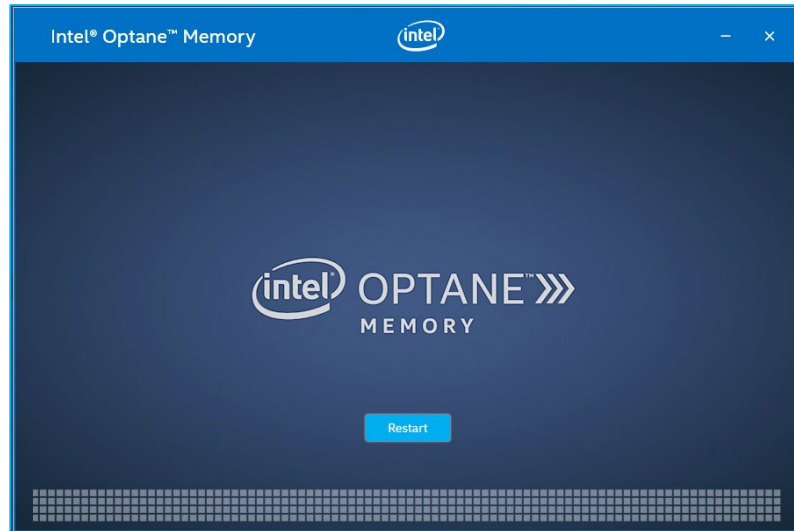 Intel® Optane™ Memory
intel
intel® OPTANE™
MEMORY
Restart